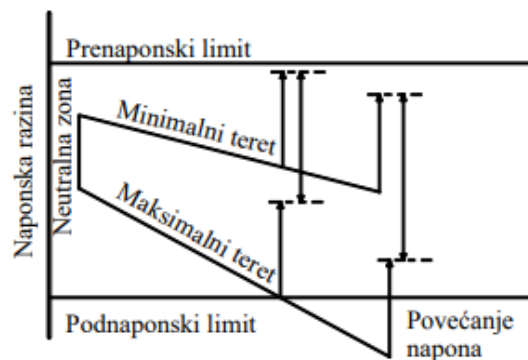 Prenaponski limit
Naponska razina
Neutralna zona
Minimalni teret
Maksimalni teret
Podnaponski limit
Povećanje
napona